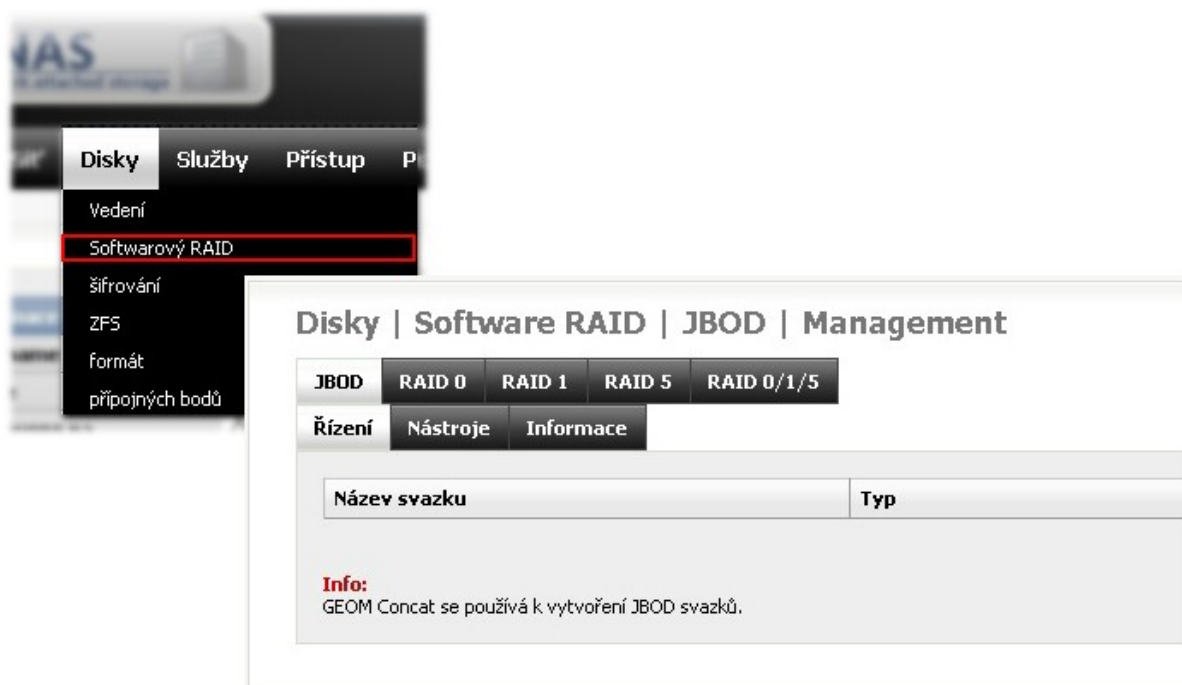 NAS
Disky Služby Přístup
Vedení
Softwarový RAID
šifrování
ZFS
formát
přípojných bodů
Disky | Software RAID | JBOD | Management
JBOD RAID 0 RAID 1 RAID 5 RAID 0/1/5
Řízení Nástroje Informace
Název svazku Typ
Info:
GEOM Concat se používá k vytvoření JBOD svazků.